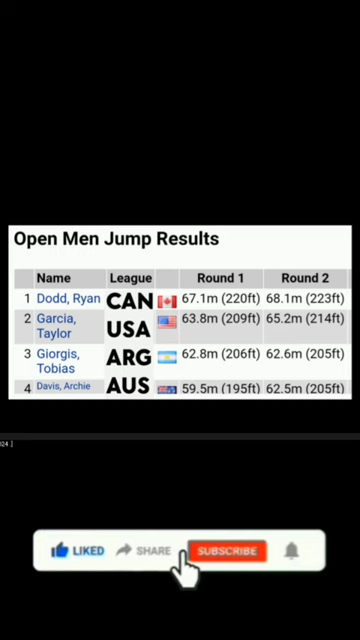 Open Men Jump Results
Name League Round 1 Round 2
1 Dodd, Ryan CAN 67.1m (220ft) 68.1m (223ft)
2 Garcia, Taylor USA 63.8m (209ft) 65.2m (214ft)
3 Giorgis, Tobias ARG 62.8m (206ft) 62.6m (205ft)
4 Davis, Archie AUS 59.5m (195ft) 62.5m (205ft)
024 ]
LIKED SHARE SUBSCRIBE